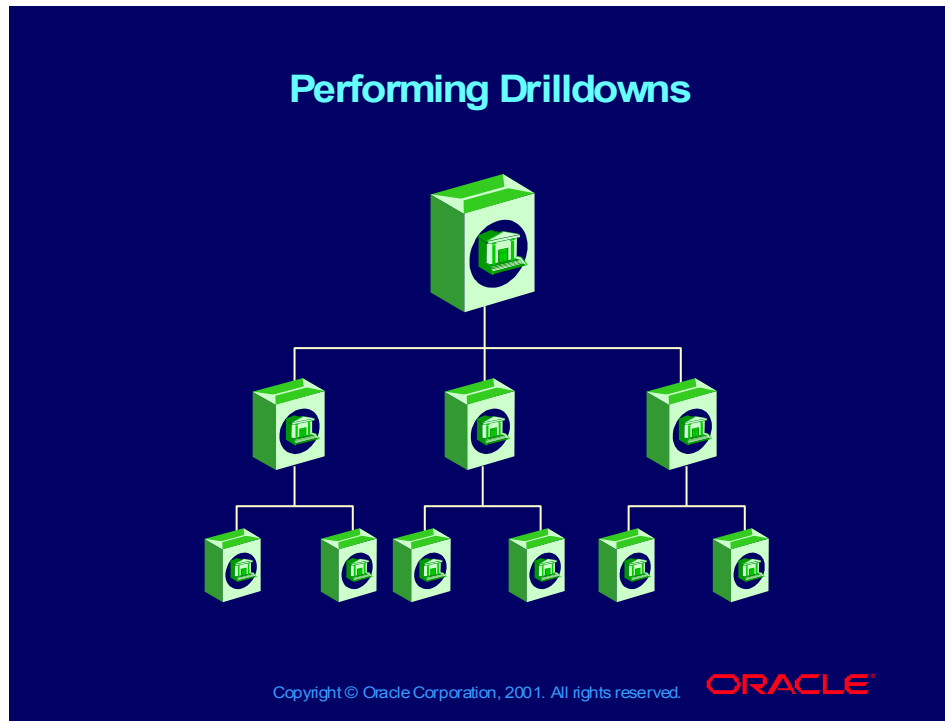 Performing Drilldowns
Copyright © Oracle Corporation, 2001. All rights reserved.
ORACLE®